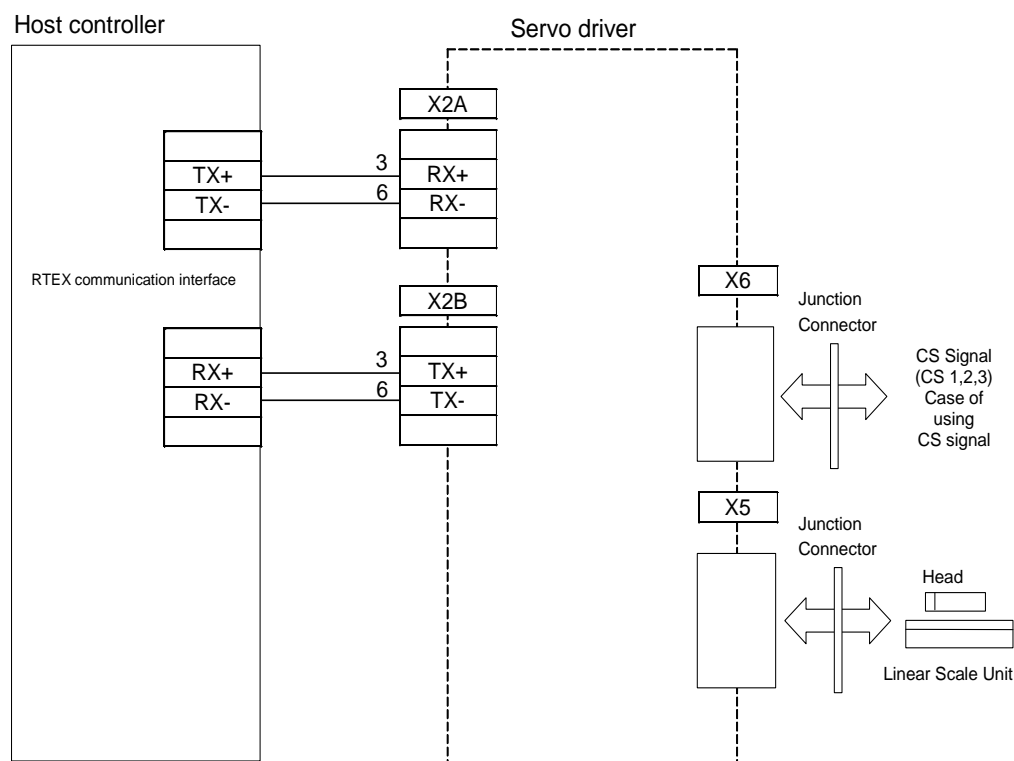 Host controller
Servo driver
X2A
TX+
3
RX+
TX-
6
RX-
RTEX communication interface
X2B
RX+
3
TX+
RX-
6
TX-
X6
Junction
Connector
CS Signal
(CS 1,2,3)
Case of
using
CS signal
X5
Junction
Connector
Head
Linear Scale Unit